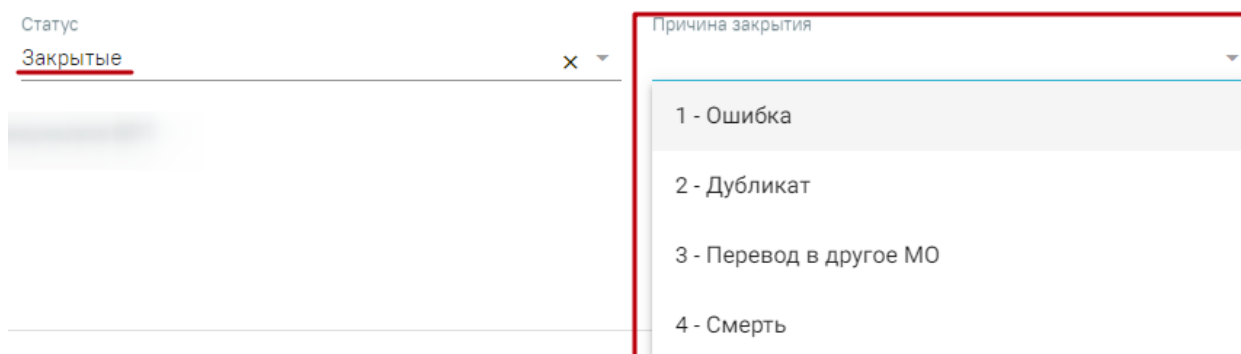 Статус
Закрытые
Причина закрытия
1 - Ошибка
2 - Дубликат
3 - Перевод в другое МО
4 - Смерть